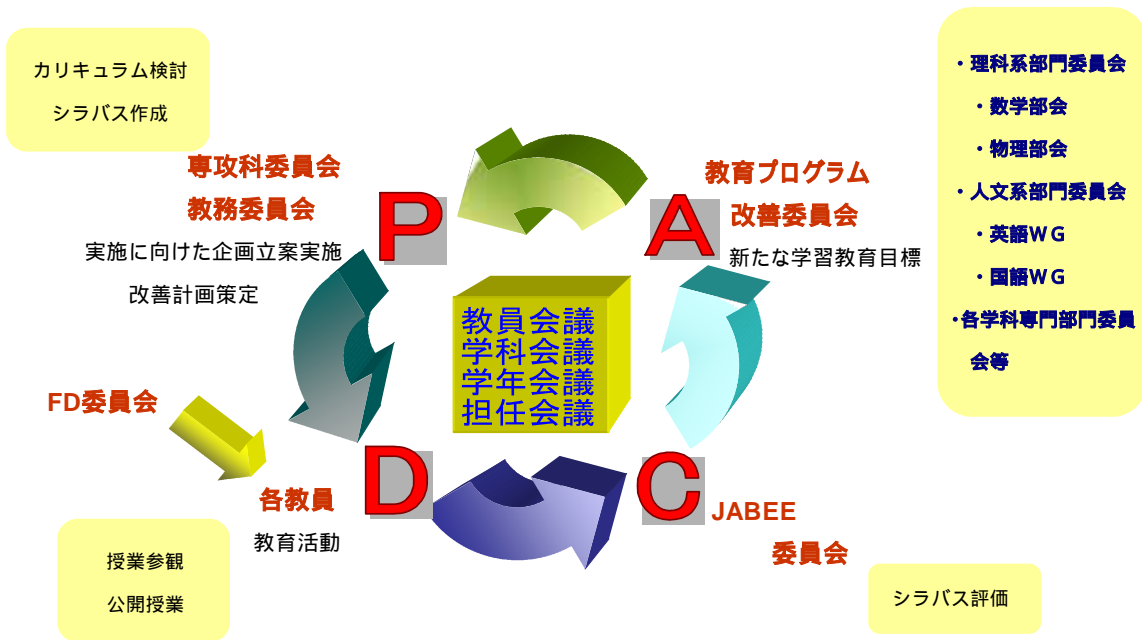 カリキュラム検討
シラバス作成
専攻科委員会
教務委員会
実施に向けた企画立案実施
改善計画策定
P
A
教育プログラム
改善委員会
新たな学習教育目標
・理科系部門委員会
・数学部会
・物理部会
・人文系部門委員会
・英語WG
・国語WG
・各学科専門部門委員
会等
教員会議
学科会議
学年会議
担任会議
FD委員会
D
各教員
教育活動
C
JABEE
委員会
授業参観
公開授業
シラバス評価